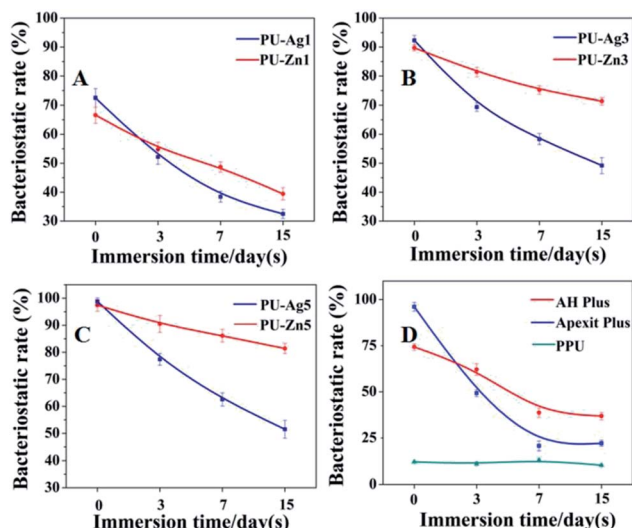 100
90
80
70
60
50
40
30
A
PU-Ag1
PU-Zn1
0 3 7 15
Immersion time/day(s)
Bacteriostatic rate (%)
100
90
80
70
60
50
40
30
B
PU-Ag3
PU-Zn3
0 3 7 15
Immersion time/day(s)
Bacteriostatic rate (%)
100
90
80
70
60
50
40
30
C
PU-Ag5
PU-Zn5
0 3 7 15
Immersion time/day(s)
Bacteriostatic rate (%)
100
75
50
25
0
D
AH Plus
Apexit Plus
PPU
0 3 7 15
Immersion time/day(s)
Bacteriostatic rate (%)